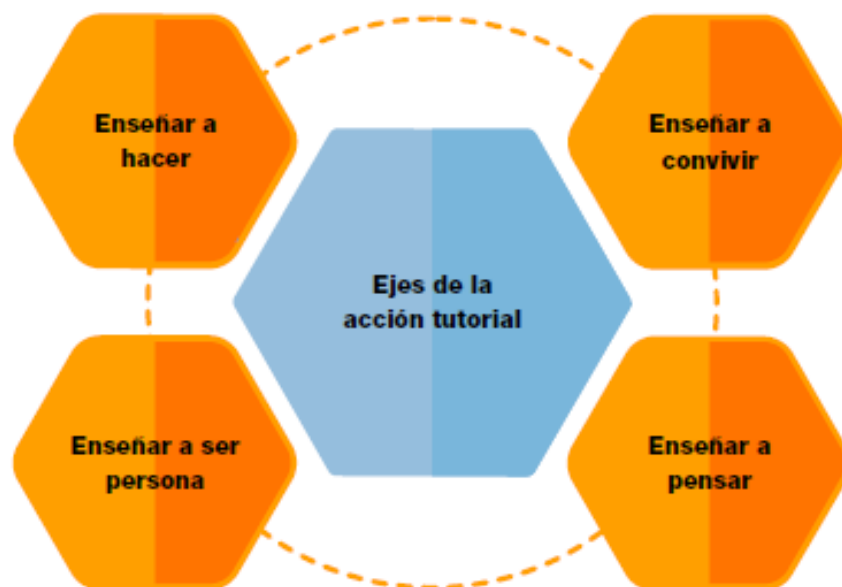 Enseñar a
hacer
Enseñar a
convivir
Ejes de la
acción tutorial
Enseñar a ser
persona
Enseñar a
pensar